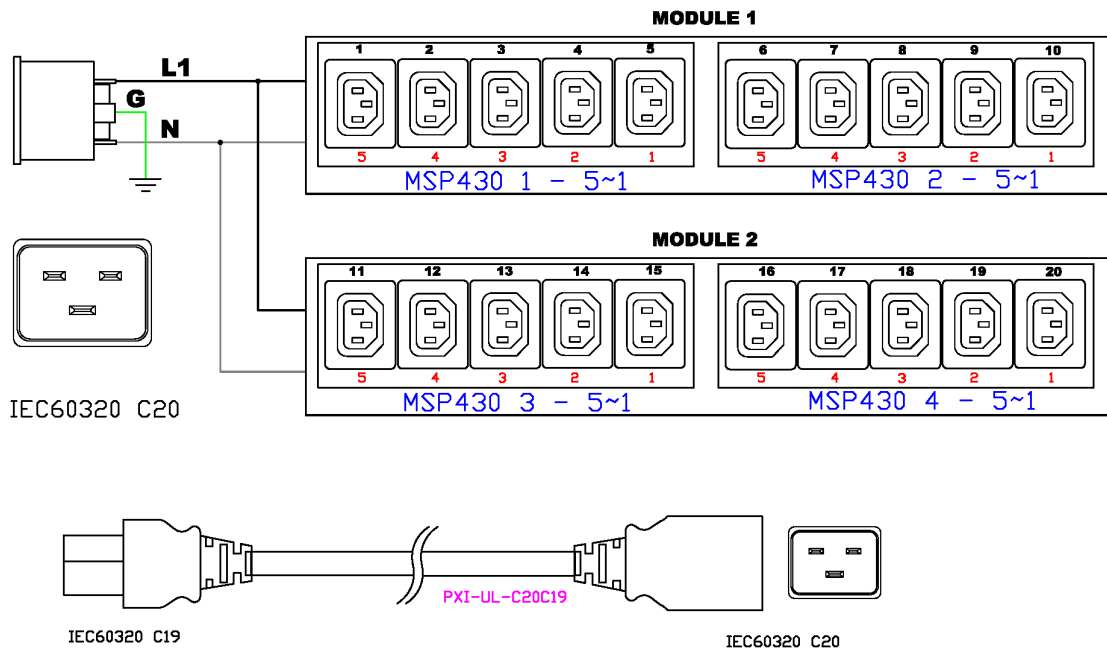 MODULE 1
1 2 3 4 5 6 7 8 9 10
L1
G
N
5 4 3 2 1 5 4 3 2 1
MSP430 1 - 5~1 MSP430 2 - 5~1
MODULE 2
11 12 13 14 15 16 17 18 19 20
5 4 3 2 1 5 4 3 2 1
MSP430 3 - 5~1 MSP430 4 - 5~1
IEC60320 C20
PXI-UL-C20C19
IEC60320 C19 IEC60320 C20